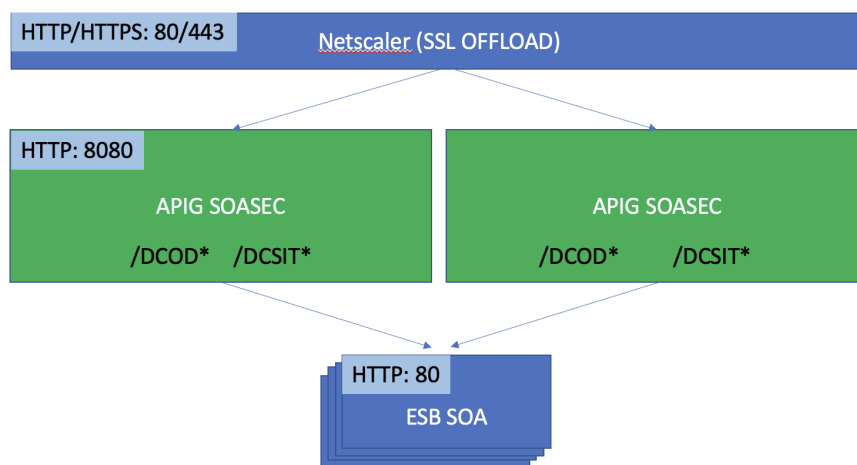 HTTP/HTTPS: 80/443
Netscaler (SSL OFFLOAD)
HTTP: 8080
APIG SOASEC
/DCOD* /DCSIT*
APIG SOASEC
/DCOD* /DCSIT*
HTTP: 80
ESB SOA